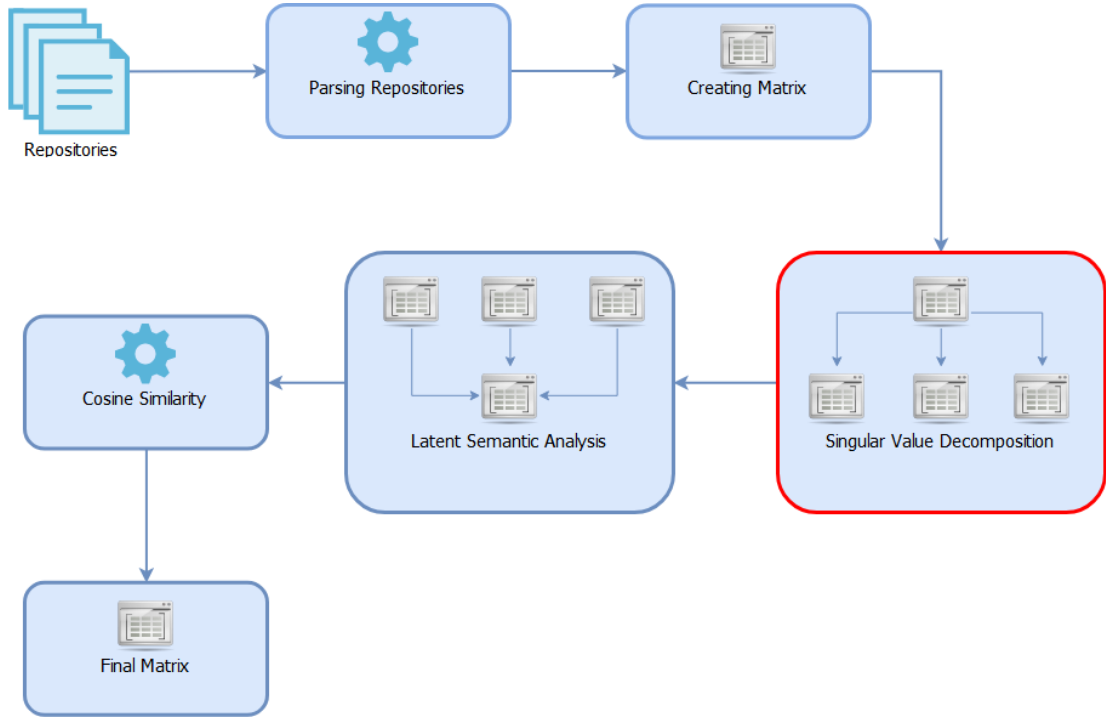 Repositories
Parsing Repositories
Creating Matrix
Singular Value Decomposition
Latent Semantic Analysis
Cosine Similarity
Final Matrix